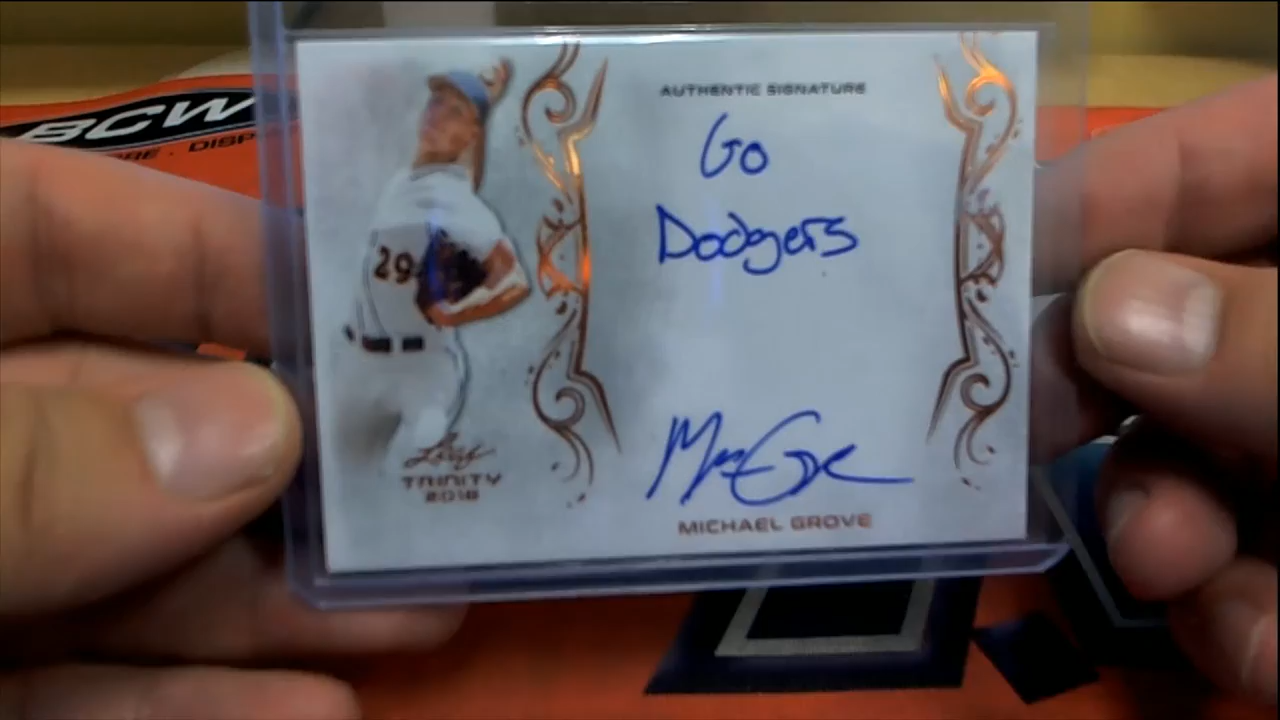 BCW
AUTHENTIC SIGNATURE
Go
Dodgers
29
Leaf
TRINITY
2018
MICHAEL GROVE